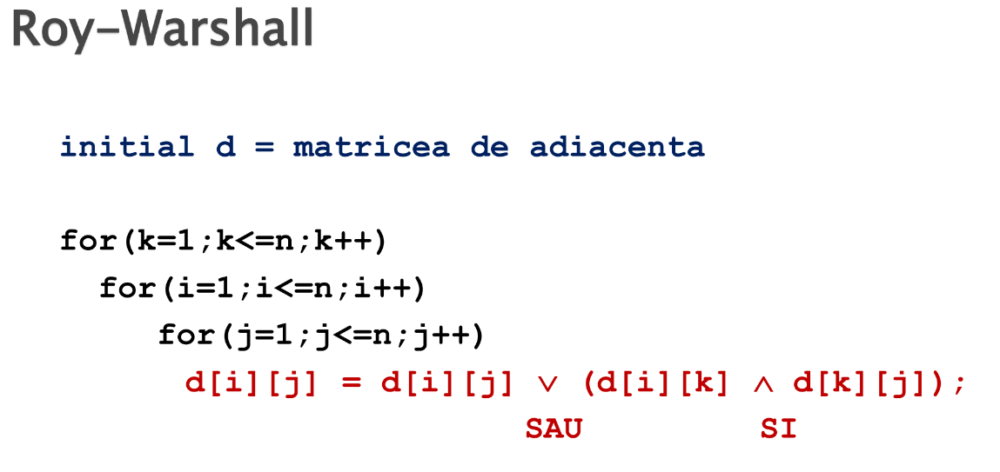 Roy-Warshall
initial d = matricea de adiacenta
for(k=1;k<=n;k++)
for(i=1;i<=n;i++)
for(j=1;j<=n;j++)
d[i][j] = d[i][j] ∨ (d[i][k] ∧ d[k][j]);
SAU SI